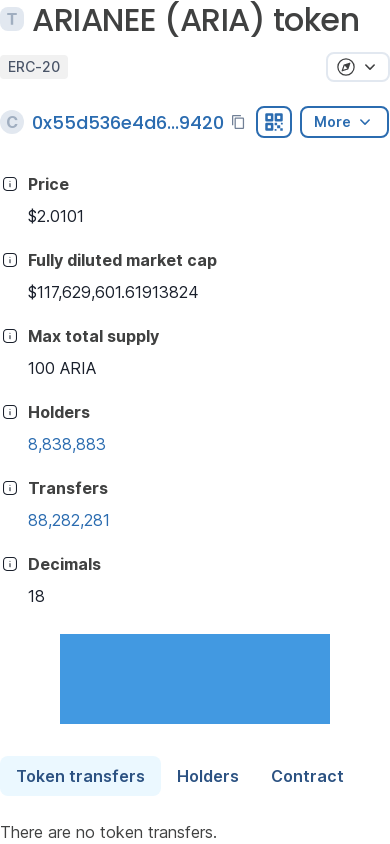 T ARIANEE (ARIA) token
ERC-20
C 0x55d536e4d6...9420 More
Price
$2.0101
Fully diluted market cap
$117,629,601.61913824
Max total supply
100 ARIA
Holders
8,838,883
Transfers
88,282,281
Decimals
18
Token transfers Holders Contract
There are no token transfers.